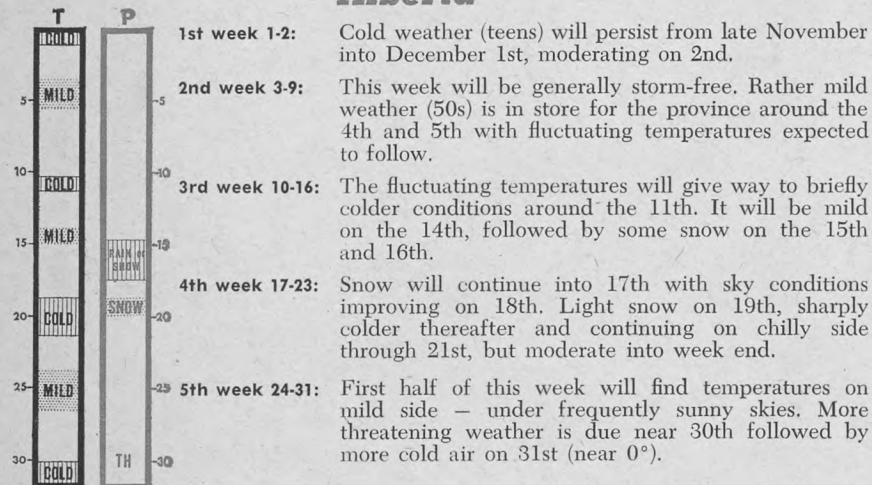 Alberta
T P
COLD
5- MILD -5
10- -10
COLD
MILD
15- -15
RAIN or
SNOW
SNOW
20- COLD -20
25- MILD -25
30- TH -30
COLD
1st week 1-2: Cold weather (teens) will persist from late November
into December 1st, moderating on 2nd.
2nd week 3-9: This week will be generally storm-free. Rather mild
weather (50s) is in store for the province around the
4th and 5th with fluctuating temperatures expected
to follow.
3rd week 10-16: The fluctuating temperatures will give way to briefly
colder conditions around the 11th. It will be mild
on the 14th, followed by some snow on the 15th
and 16th.
4th week 17-23: Snow will continue into 17th with sky conditions
improving on 18th. Light snow on 19th, sharply
colder thereafter and continuing on chilly side
through 21st, but moderate into week end.
5th week 24-31: First half of this week will find temperatures on
mild side — under frequently sunny skies. More
threatening weather is due near 30th followed by
more cold air on 31st (near 0°).